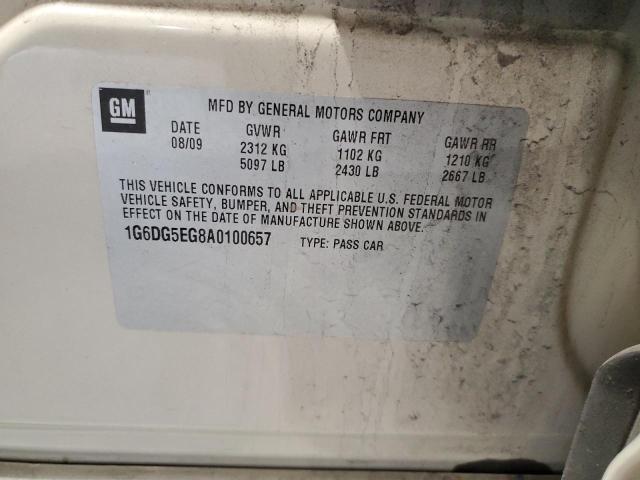 GM
MFD BY GENERAL MOTORS COMPANY
DATE GVWR GAWR FRT GAWR RR
08/09 2312 KG 1102 KG 1210 KG
5097 LB 2430 LB 2667 LB
THIS VEHICLE CONFORMS TO ALL APPLICABLE U.S. FEDERAL MOTOR
VEHICLE SAFETY, BUMPER, AND THEFT PREVENTION STANDARDS IN
EFFECT ON THE DATE OF MANUFACTURE SHOWN ABOVE.
1G6DG5EG8A0100657 TYPE: PASS CAR